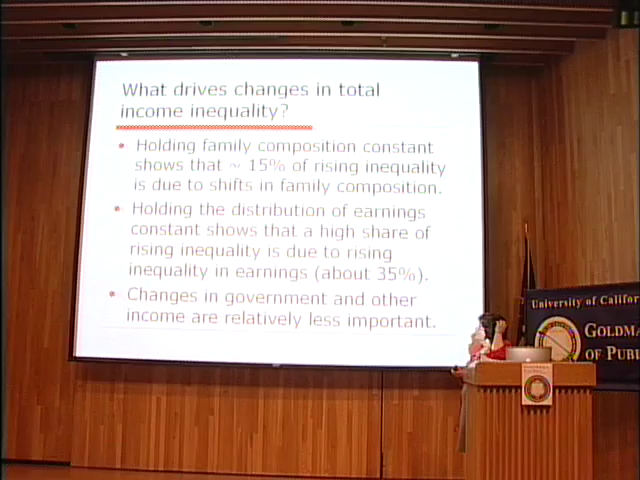 What drives changes in total
income inequality?
• Holding family composition constant
shows that ~ 15% of rising inequality
is due to shifts in family composition.
• Holding the distribution of earnings
constant shows that a high share of
rising inequality is due to rising
inequality in earnings (about 35%).
• Changes in government and other
income are relatively less important.
University of Califor
GOLDMA
OF PUBL